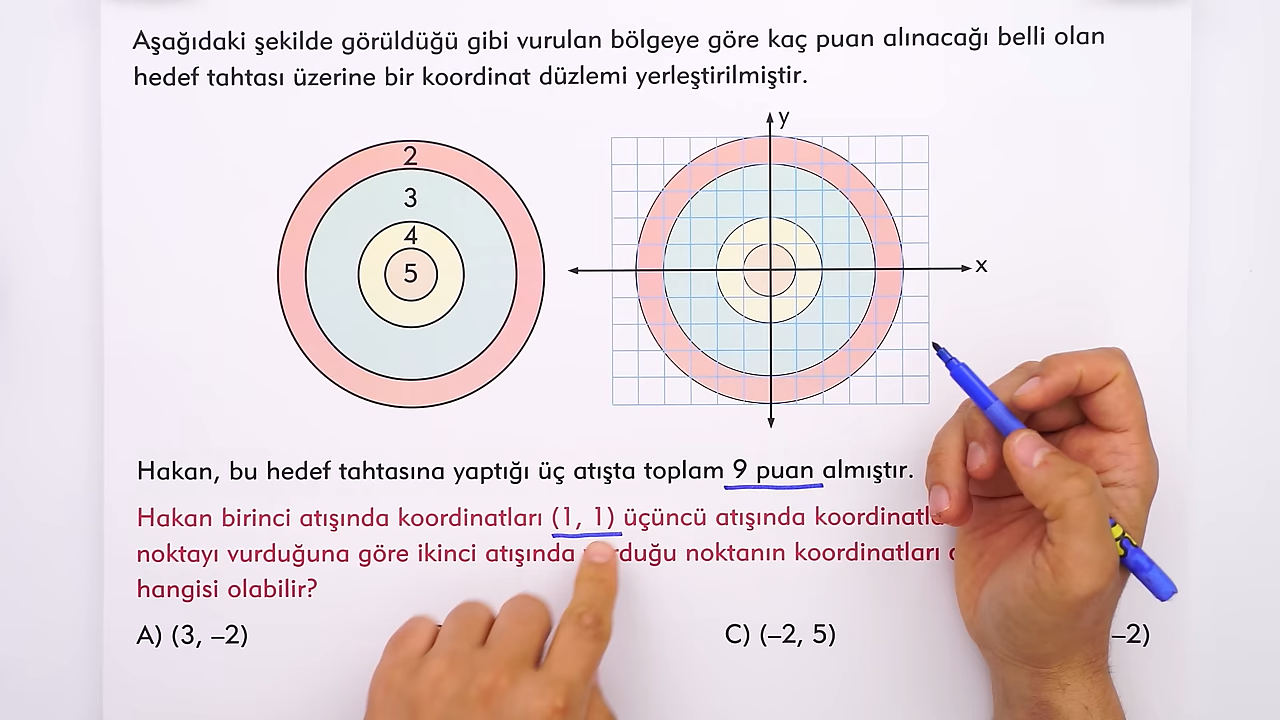 Aşağıdaki şekilde görüldüğü gibi vurulan bölgeye göre kaç puan alınacağı belli olan
hedef tahtası üzerine bir koordinat düzlemi yerleştirilmiştir.
2
3
4
5
y
x
Hakan, bu hedef tahtasına yaptığı üç atışta toplam 9 puan almıştır.
Hakan birinci atışında koordinatları (1, 1) üçüncü atışında
noktayı vurduğuna göre ikinci atışında noktanın koordinatları
hangisi olabilir?
A) (3, –2) C) (–2, 5) –2)